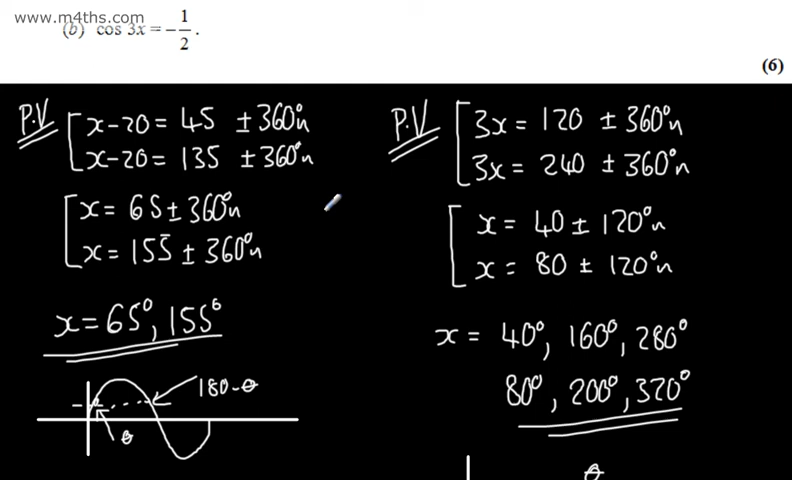 www.m4ths.com
(b) cos 3x = -1/2.
(6)
P.V
x-20 = 45 ± 360°n
x-20 = 135 ± 360°n
x = 65 ± 360°n
x = 155 ± 360°n
x = 65°, 155°
180-θ
θ
P.V
3x = 120 ± 360°n
3x = 240 ± 360°n
x = 40 ± 120°n
x = 80 ± 120°n
x = 40°, 160°, 280°
80°, 200°, 320°
θ